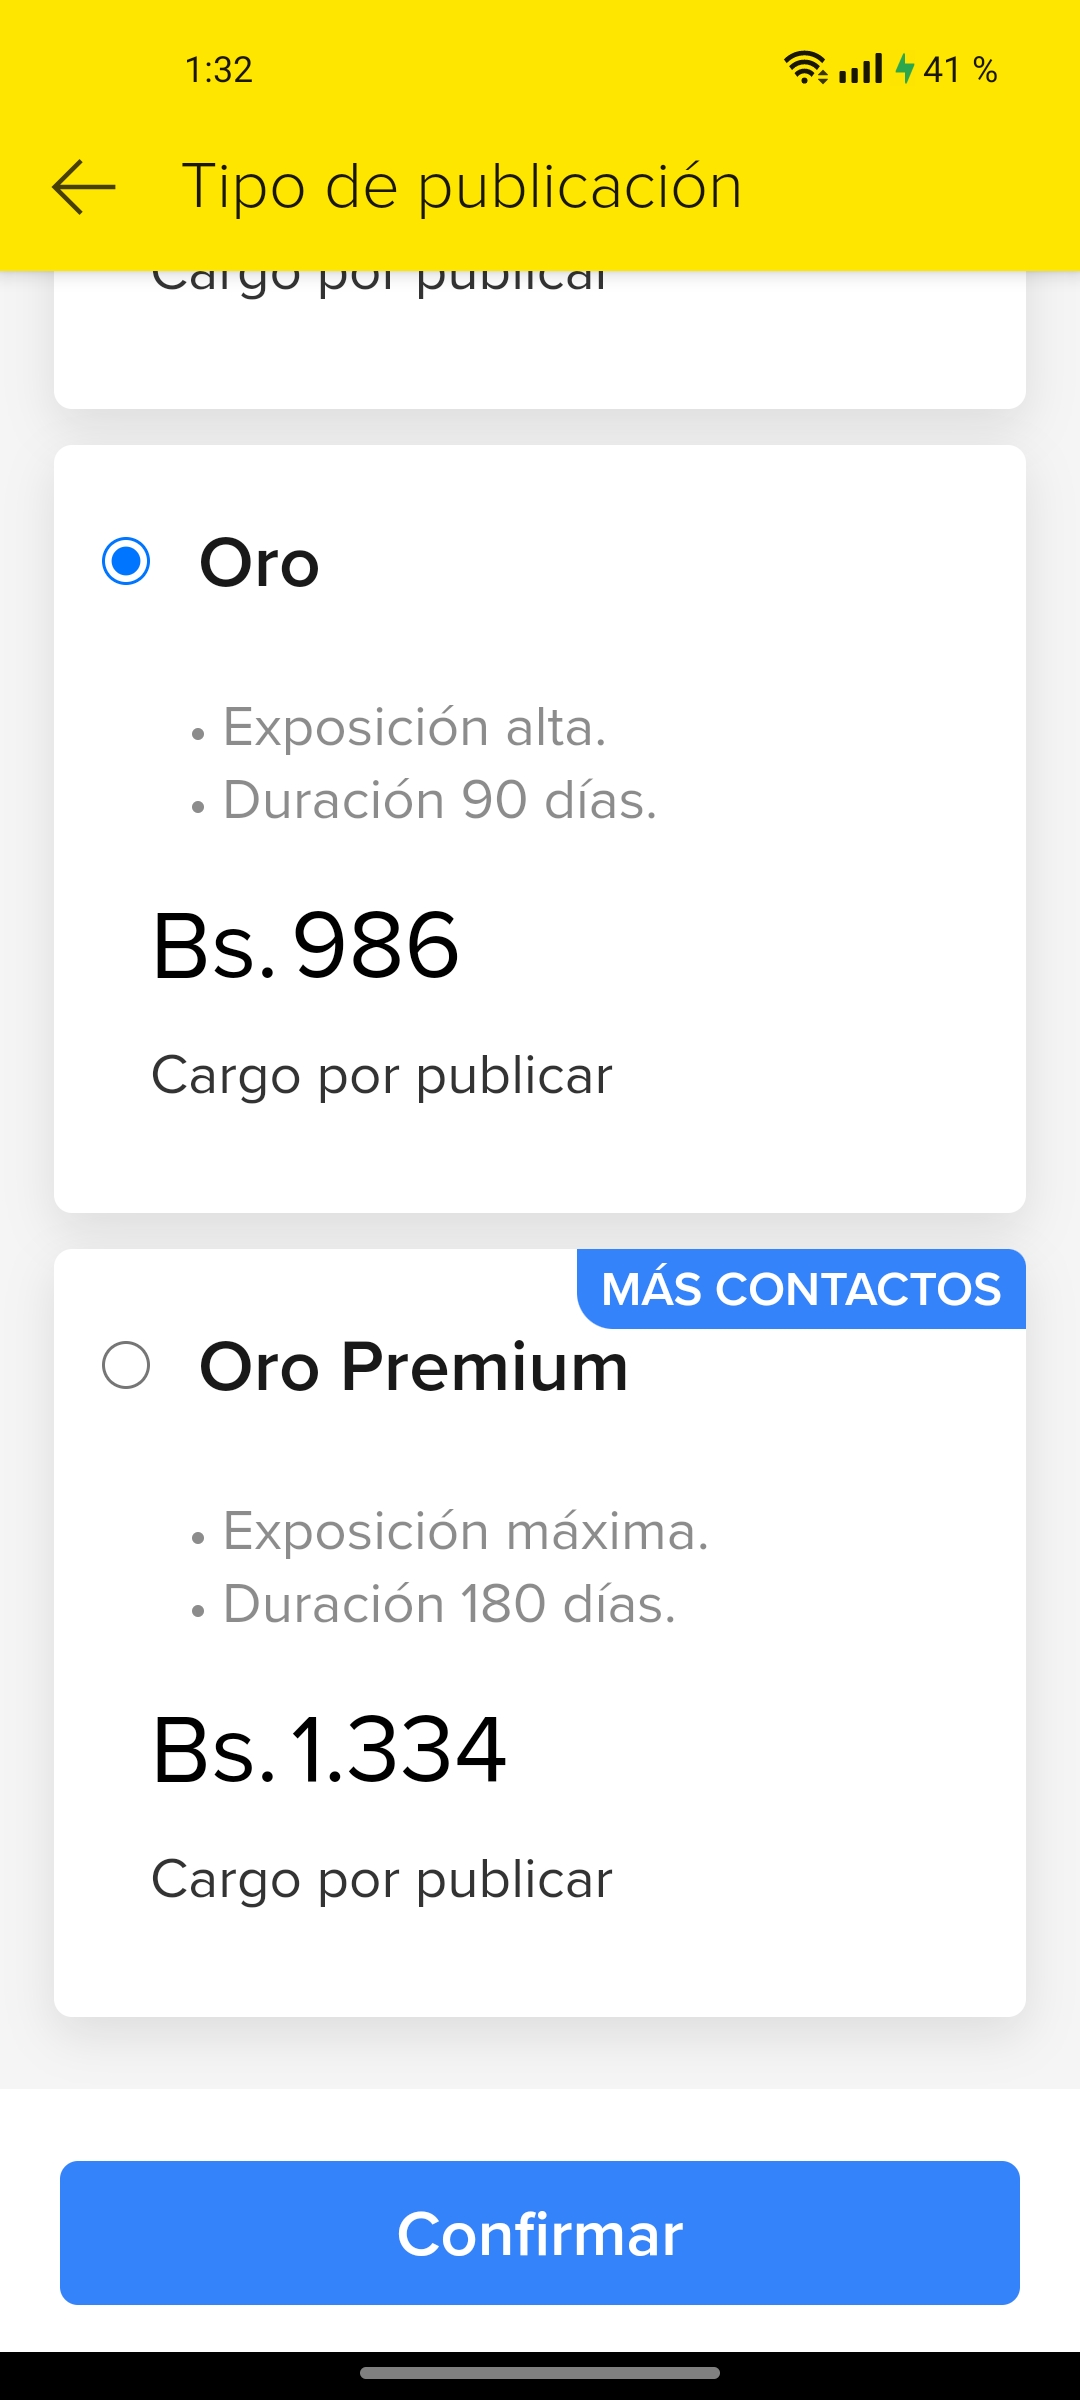 1:32
41 %
Tipo de publicación
Cargo por publicar
Oro
• Exposición alta.
• Duración 90 días.
Bs. 986
Cargo por publicar
MÁS CONTACTOS
Oro Premium
• Exposición máxima.
• Duración 180 días.
Bs. 1.334
Cargo por publicar
Confirmar